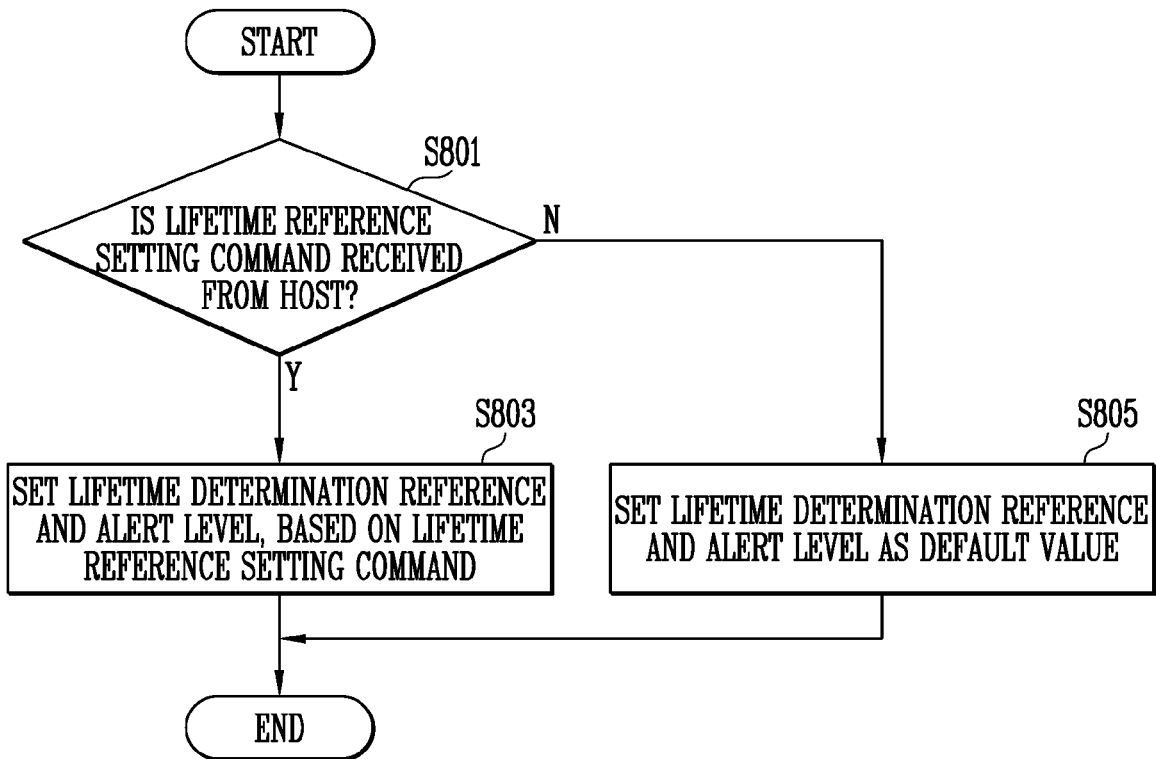 START
S801
IS LIFETIME REFERENCE
SETTING COMMAND RECEIVED
FROM HOST?
N
Y
S803
SET LIFETIME DETERMINATION REFERENCE
AND ALERT LEVEL, BASED ON LIFETIME
REFERENCE SETTING COMMAND
S805
SET LIFETIME DETERMINATION REFERENCE
AND ALERT LEVEL AS DEFAULT VALUE
END